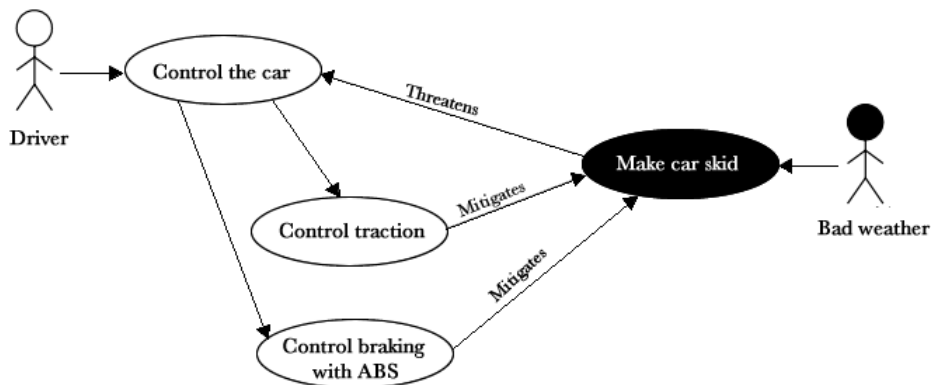 Control the car
Driver
Threatens
Make car skid
Bad weather
Control traction
Mitigates
Mitigates
Control braking
with ABS